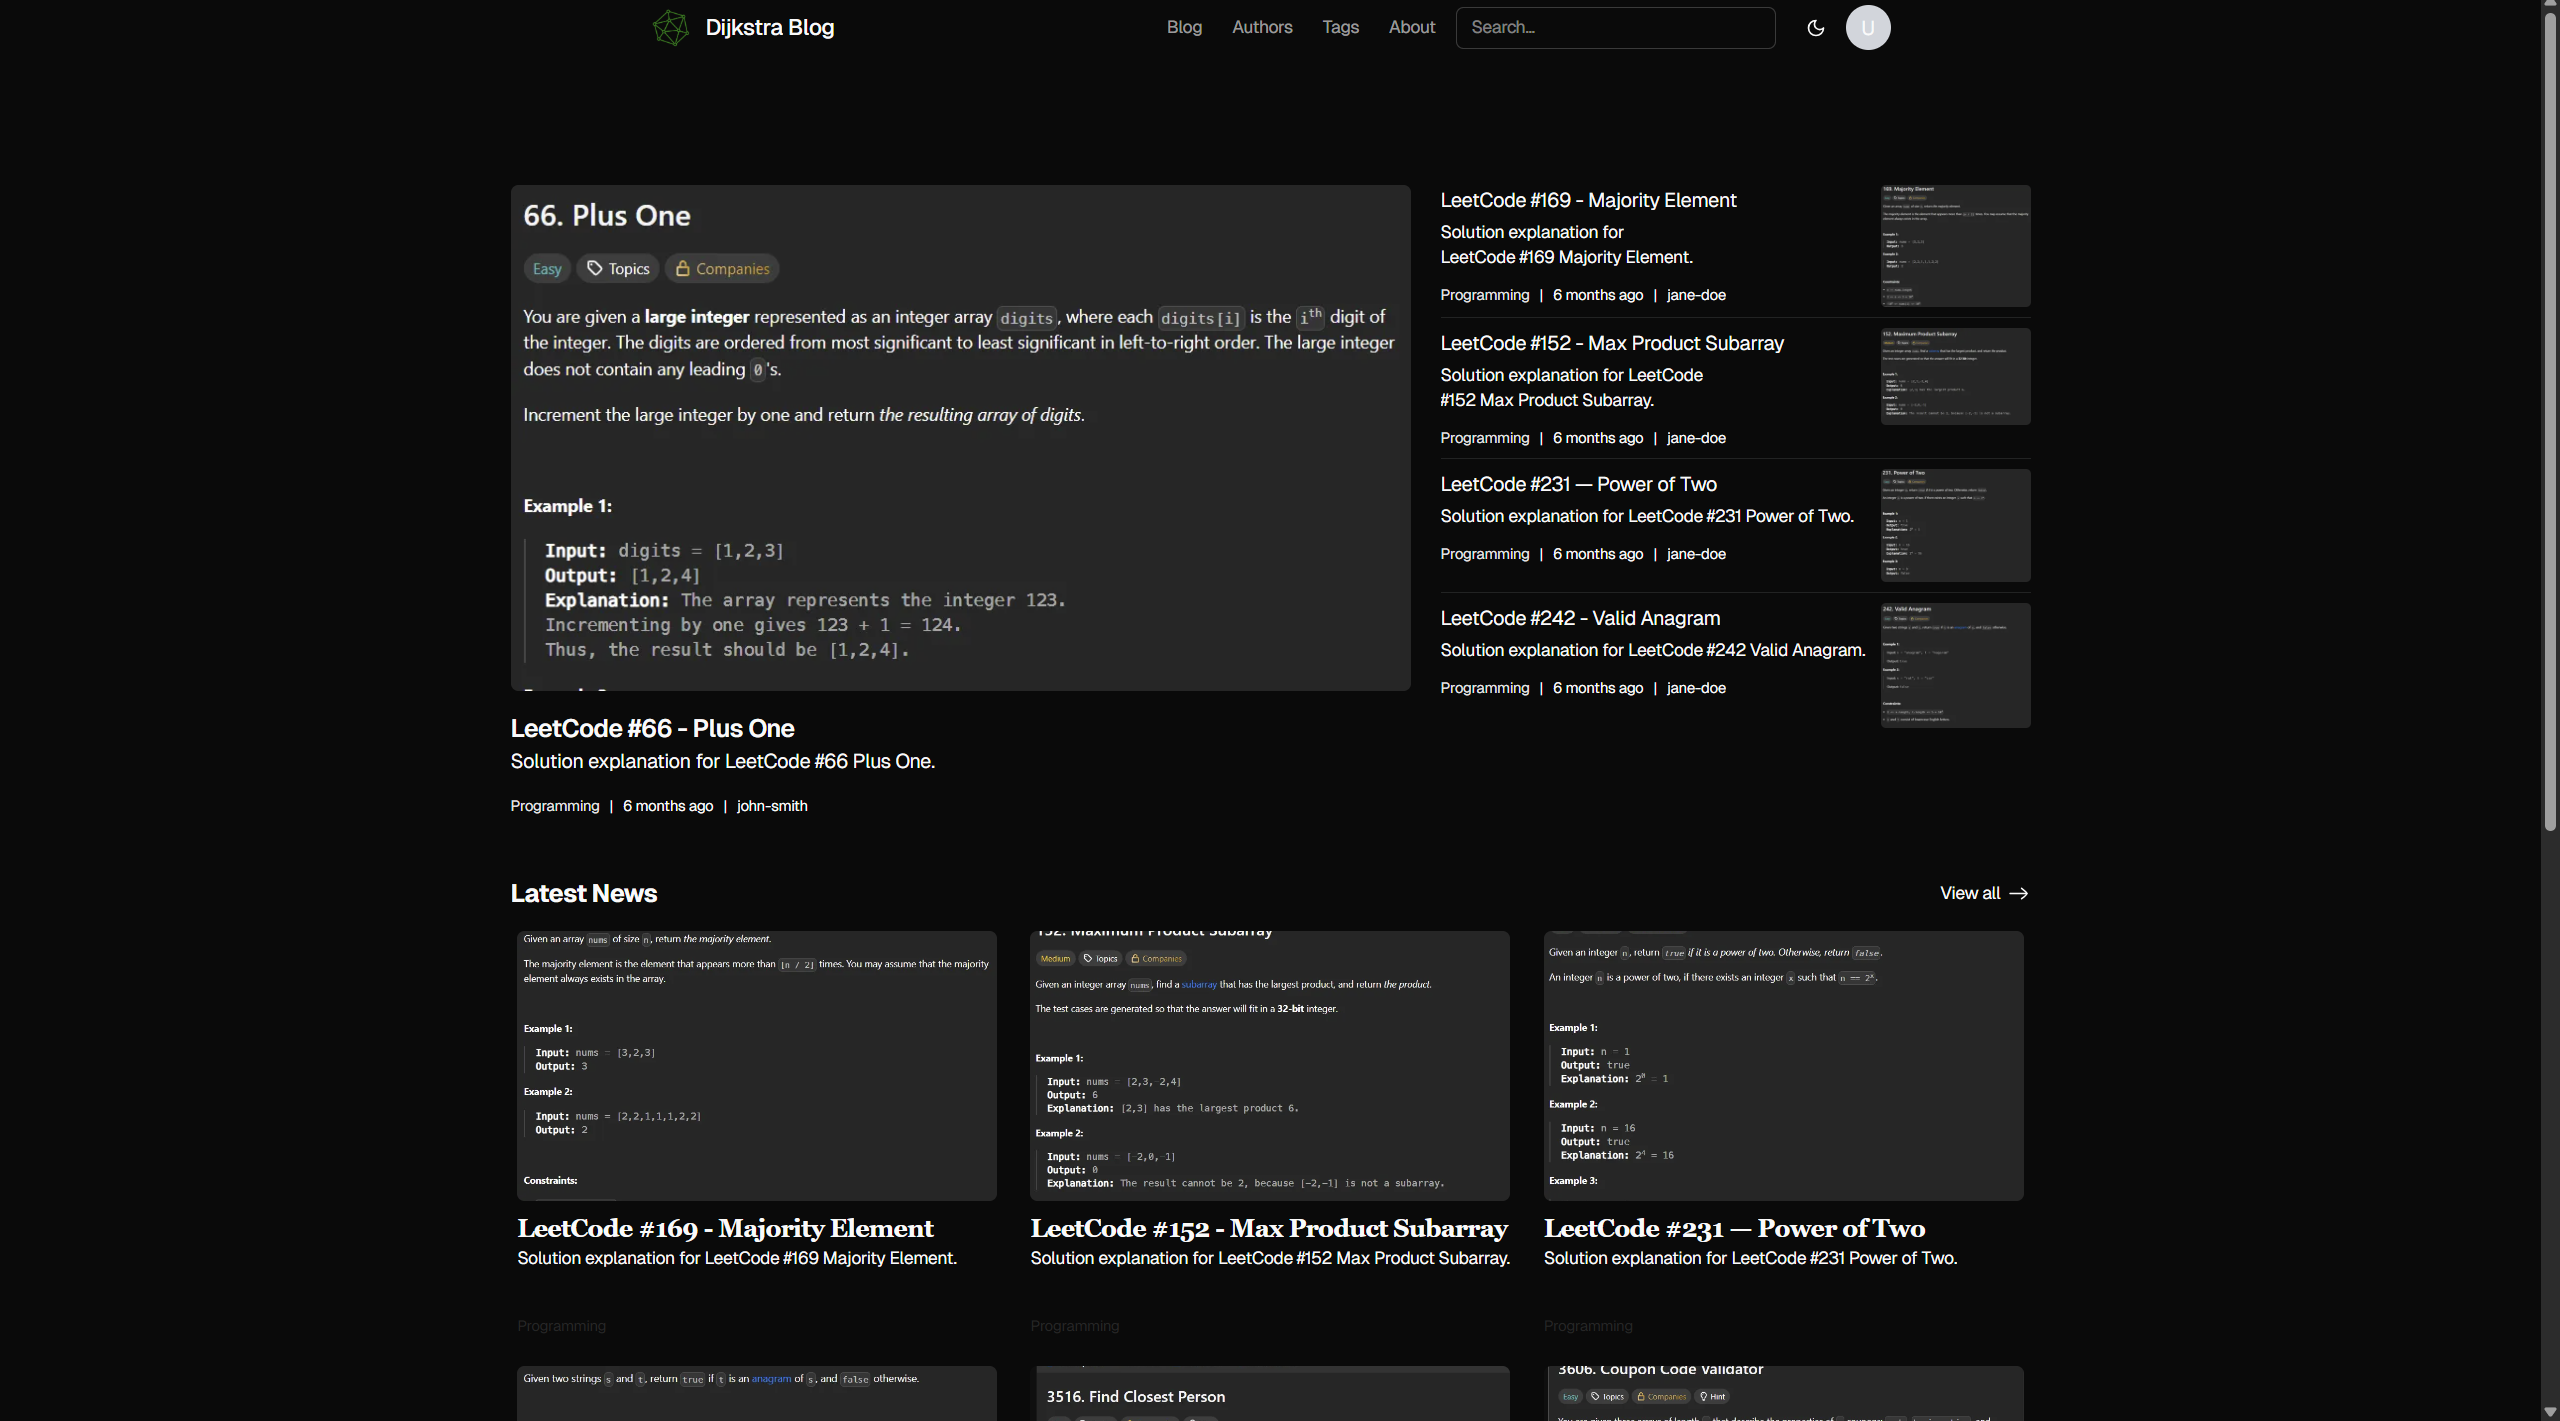 Dijkstra Blog
Blog
Authors
Tags
About
Search...
U
66. Plus One
Easy
Topics
Companies
You are given a large integer represented as an integer array digits, where each digits[i] is the ith digit of
the integer. The digits are ordered from most significant to least significant in left-to-right order. The large integer
does not contain any leading 0's.
Increment the large integer by one and return the resulting array of digits.
Example 1:
Input: digits = [1,2,3]
Output: [1,2,4]
Explanation: The array represents the integer 123.
Incrementing by one gives 123 + 1 = 124.
Thus, the result should be [1,2,4].
LeetCode #66 - Plus One
Solution explanation for LeetCode #66 Plus One.
Programming | 6 months ago | john-smith
LeetCode #169 - Majority Element
Solution explanation for
LeetCode #169 Majority Element.
Programming | 6 months ago | jane-doe
169. Majority Element
LeetCode #152 - Max Product Subarray
Solution explanation for LeetCode
#152 Max Product Subarray.
Programming | 6 months ago | jane-doe
152. Maximum Product Subarray
LeetCode #231 — Power of Two
Solution explanation for LeetCode #231 Power of Two.
Programming | 6 months ago | jane-doe
231. Power of Two
LeetCode #242 - Valid Anagram
Solution explanation for LeetCode #242 Valid Anagram.
Programming | 6 months ago | jane-doe
242. Valid Anagram
Latest News
View all →
Given an array nums of size n, return the majority element.
The majority element is the element that appears more than ⌊n / 2⌋ times. You may assume that the majority
element always exists in the array.
Example 1:
Input: nums = [3,2,3]
Output: 3
Example 2:
Input: nums = [2,2,1,1,1,2,2]
Output: 2
Constraints:
LeetCode #169 - Majority Element
Solution explanation for LeetCode #169 Majority Element.
Programming
152. Maximum Product Subarray
Medium
Topics
Companies
Given an integer array nums, find a subarray that has the largest product, and return the product.
The test cases are generated so that the answer will fit in a 32-bit integer.
Example 1:
Input: nums = [2,3,-2,4]
Output: 6
Explanation: [2,3] has the largest product 6.
Example 2:
Input: nums = [-2,0,-1]
Output: 0
Explanation: The result cannot be 2, because [-2,-1] is not a subarray.
LeetCode #152 - Max Product Subarray
Solution explanation for LeetCode #152 Max Product Subarray.
Programming
Given an integer n, return true if it is a power of two. Otherwise, return false.
An integer n is a power of two, if there exists an integer x such that n == 2x.
Example 1:
Input: n = 1
Output: true
Explanation: 20 = 1
Example 2:
Input: n = 16
Output: true
Explanation: 24 = 16
Example 3:
LeetCode #231 — Power of Two
Solution explanation for LeetCode #231 Power of Two.
Programming
Given two strings s and t, return true if t is an anagram of s, and false otherwise.
3516. Find Closest Person
3606. Coupon Code Validator
Easy
Topics
Companies
Hint